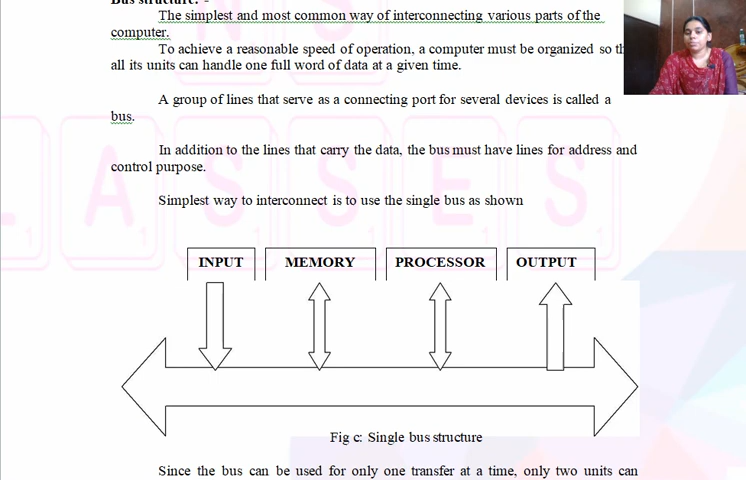 Bus structure: -
The simplest and most common way of interconnecting various parts of the
computer.
To achieve a reasonable speed of operation, a computer must be organized so
all its units can handle one full word of data at a given time.
A group of lines that serve as a connecting port for several devices is called a
bus.
In addition to the lines that carry the data, the bus must have lines for address and
control purpose.
Simplest way to interconnect is to use the single bus as shown
INPUT MEMORY PROCESSOR OUTPUT
Fig c: Single bus structure
Since the bus can be used for only one transfer at a time, only two units can
N S
L A S S E S